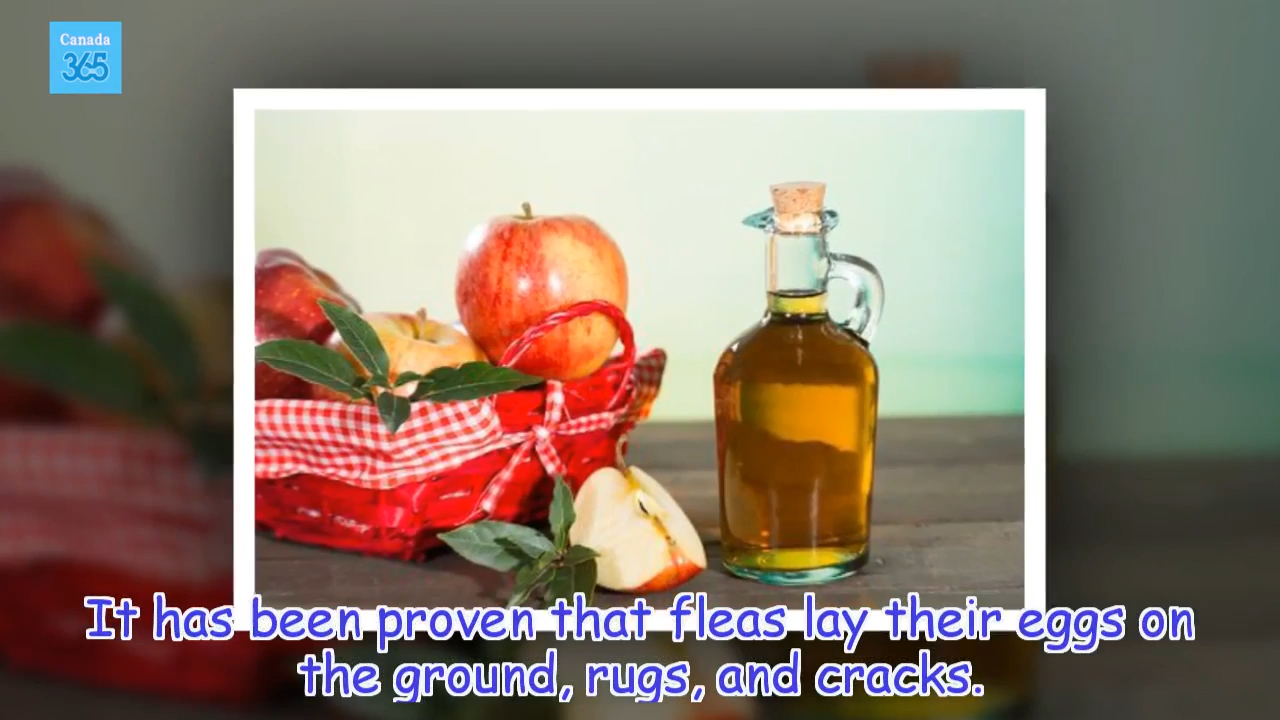 Canada
365
It has been proven that fleas lay their eggs on
the ground, rugs, and cracks.